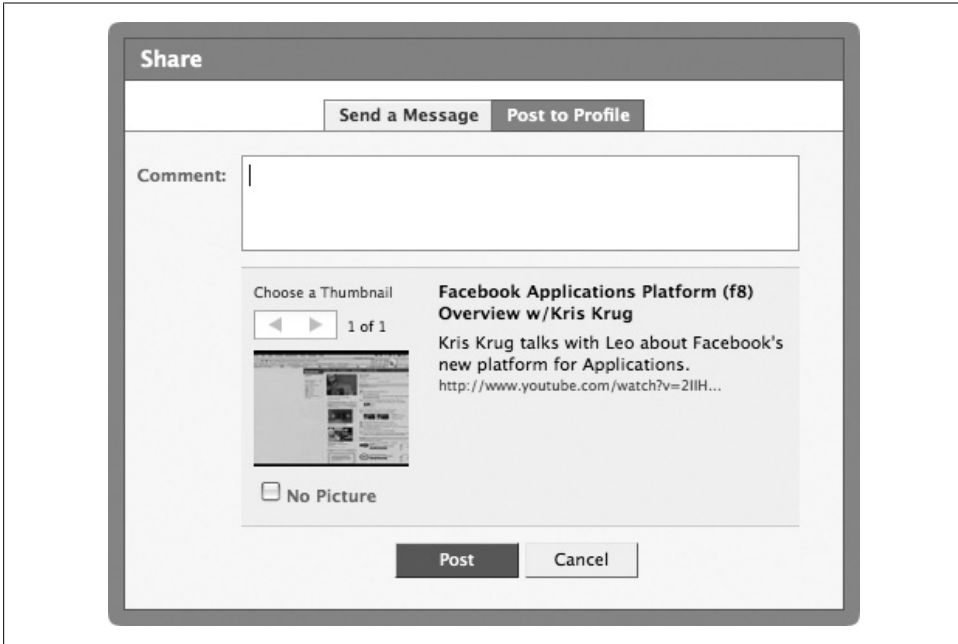 Share
Send a Message Post to Profile
Comment:
Choose a Thumbnail
1 of 1
Facebook Applications Platform (f8)
Overview w/Kris Krug
Kris Krug talks with Leo about Facebook's
new platform for Applications.
http://www.youtube.com/watch?v=2IIH...
No Picture
Post Cancel